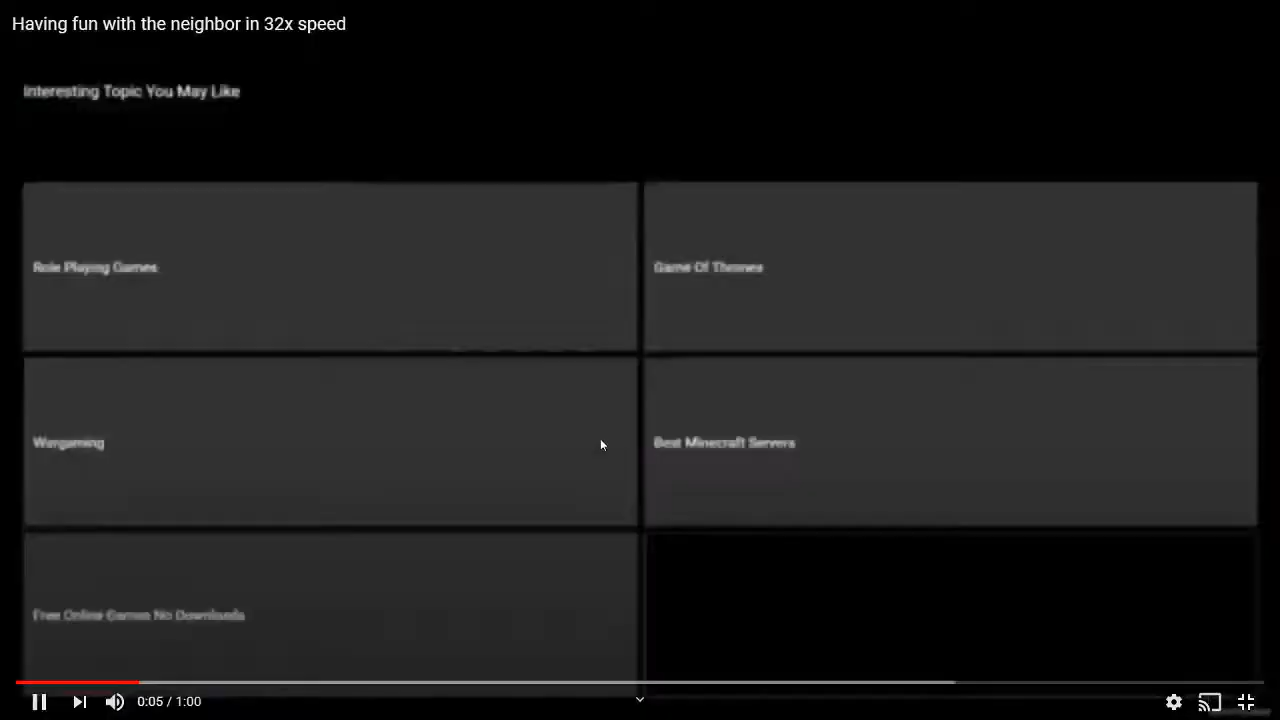 Having fun with the neighbor in 32x speed
Interesting Topic You May Like
Role Playing Games
Game Of Thrones
Wargaming
Best Minecraft Servers
Free Online Games No Downloads
0:05 / 1:00